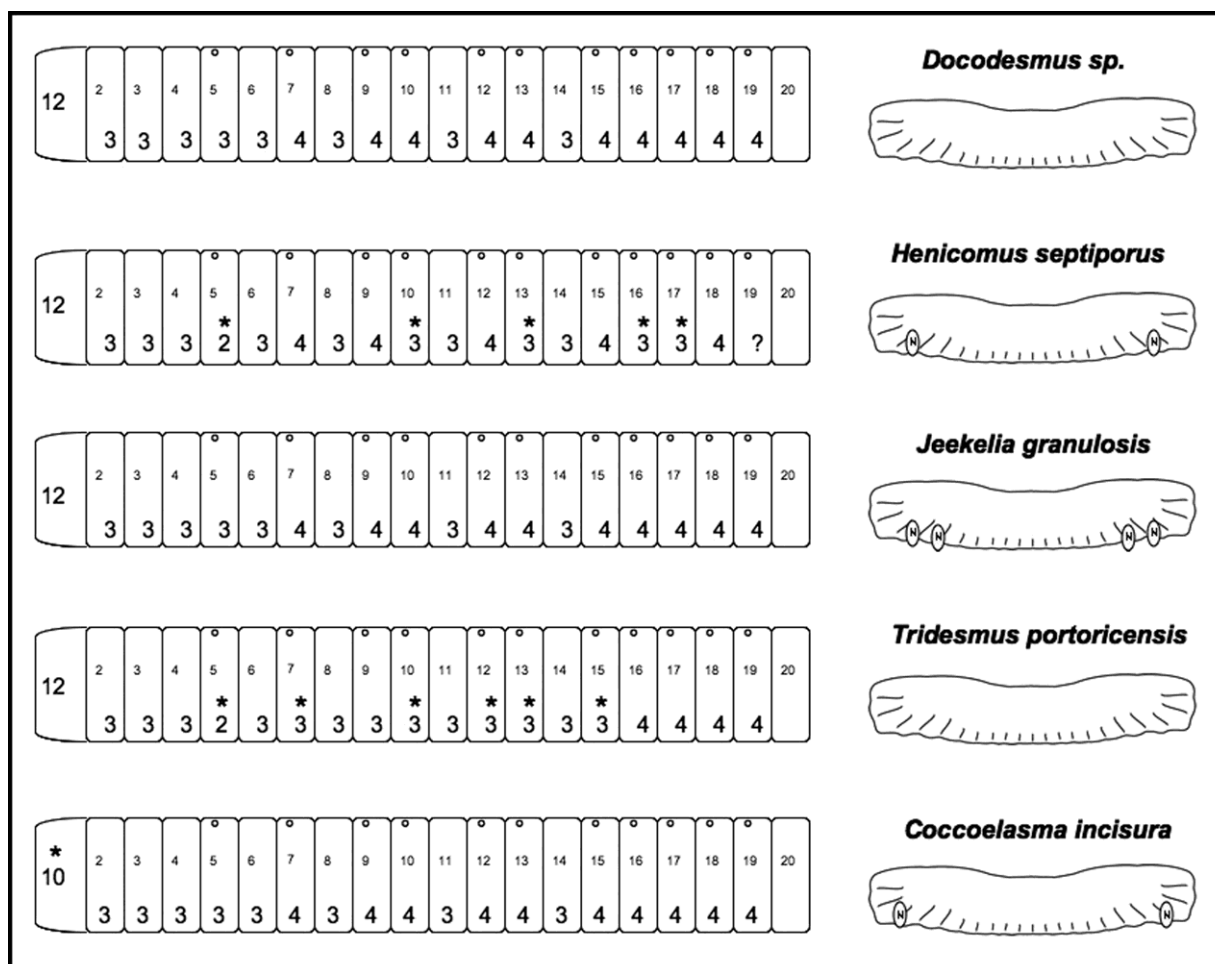 Docodesmus sp.
2 3 4 5 6 7 8 9 10 11 12 13 14 15 16 17 18 19 20
12
3 3 3 3 3 4 3 4 4 3 4 4 3 4 4 4 4 4
Henicomus septiporus
2 3 4 5 6 7 8 9 10 11 12 13 14 15 16 17 18 19 20
12
* * * * *
3 3 3 2 3 4 3 4 3 3 4 3 3 4 3 3 4 ?
N N
Jeekelia granulosis
2 3 4 5 6 7 8 9 10 11 12 13 14 15 16 17 18 19 20
12
3 3 3 3 3 4 3 4 4 3 4 4 3 4 4 4 4 4
N N N N
Tridesmus portoricensis
2 3 4 5 6 7 8 9 10 11 12 13 14 15 16 17 18 19 20
12
* * * * * *
3 3 3 2 3 3 3 3 3 3 3 3 3 3 4 4 4 4
Coccoelasma incisura
*
2 3 4 5 6 7 8 9 10 11 12 13 14 15 16 17 18 19 20
10
3 3 3 3 3 4 3 4 4 3 4 4 3 4 4 4 4 4
N N